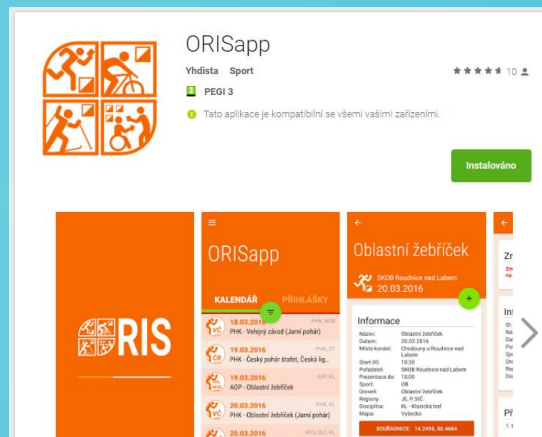 ORISapp
Yhdista Sport
10
3 PEGI 3
Tato aplikace je kompatibilní se všemi vašimi zařízeními.
Instalováno
RIS
ORISapp
KALENDÁŘ PŘIHLÁŠKY
18.03.2016
PHK - Veřejný závod (Jarní pohár)
19.03.2016
PHK - Český pohár štafet, Česká lig..
19.03.2016
AOP - Oblastní žebříček
20.03.2016
PHK - Oblastní žebříček (Jarní pohár)
20.03.2016
Oblastní žebříček
SKOB Roudnice nad Labem
20.03.2016
Informace
Název: Oblastní žebříček
Datum: 20.03.2016
Místo konání: Chodouny u Roudnice nad Labem
Start 00: 10:30
Pořadatel: SKOB Roudnice nad Labem
Prezentace do: 10:00
Sport: OB
Úroveň: Oblastní žebříček
Regiony: JE, P, StČ
Disciplína: KL - Klasická trať
Mapa: Vyšecko
SOUŘADNICE: 14.2498, 50.4664